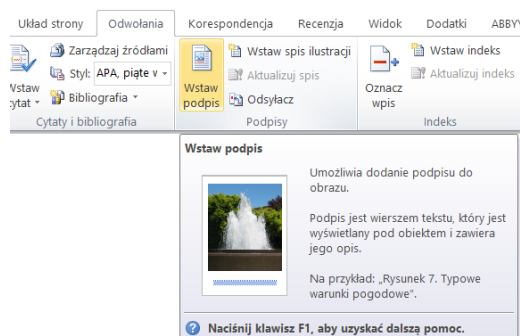 Układ strony Odwołania Korespondencja Recenzja Widok Dodatki
Zarządzaj źródłami
Styl: APA, piąte
Bibliografia
Cytaty i bibliografia
Wstaw podpis
Wstaw spis ilustracji
Aktualizuj spis
Odsyłacz
Podpisy
Oznacz wpis
Wstaw indeks
Aktualizuj indeks
Indeks
Wstaw podpis
Umożliwia dodanie podpisu do
obrazu.
Podpis jest wierszem tekstu, który jest
wyświetlany pod obiektem i zawiera
jego opis.
Na przykład: „Rysunek 7. Typowe
warunki pogodowe”.
Naciśnij klawisz F1, aby uzyskać dalszą pomoc.